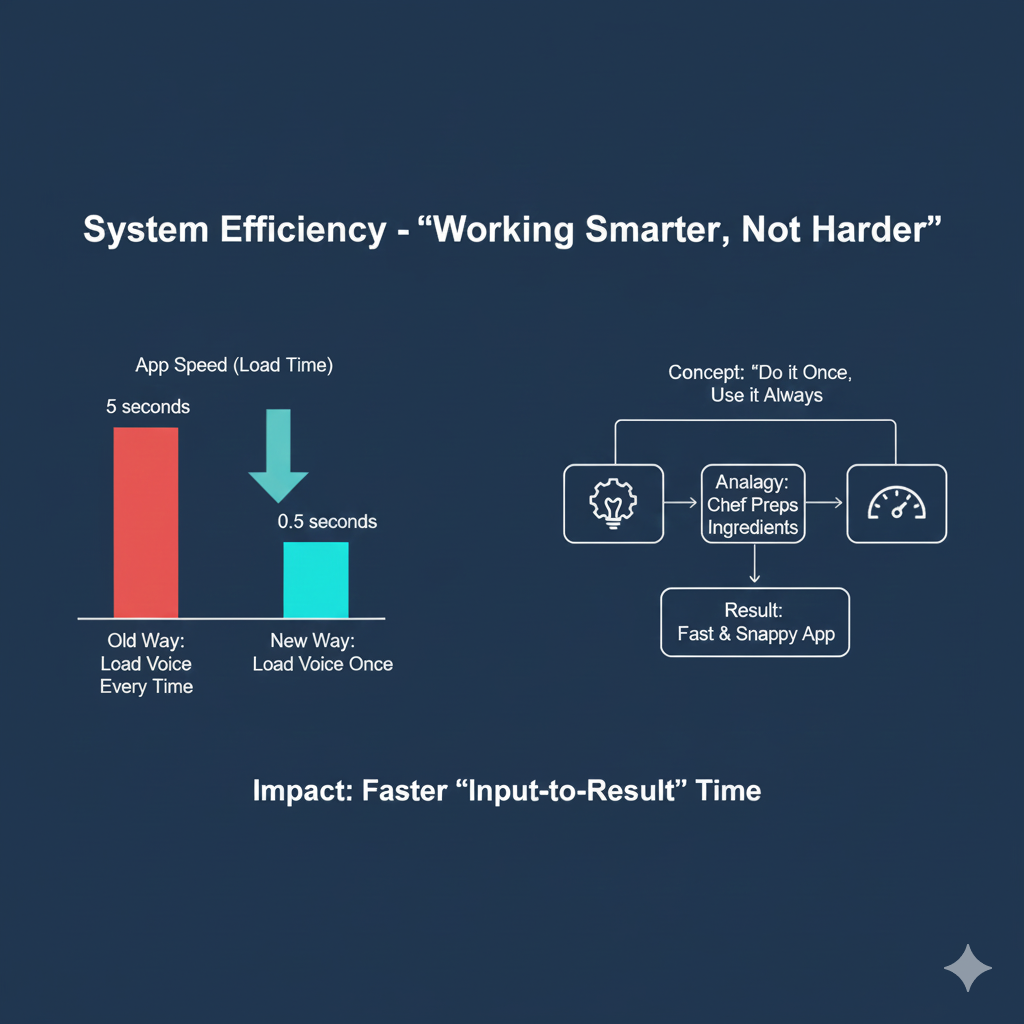 System Efficiency - “Working Smarter, Not Harder”
App Speed (Load Time)
5 seconds
0.5 seconds
Old Way:
Load Voice
Every Time
New Way:
Load Voice Once
Concept: “Do it Once,
Use it Always
Analagy:
Chef Preps
Ingredients
Result:
Fast & Snappy App
Impact: Faster “Input-to-Result” Time